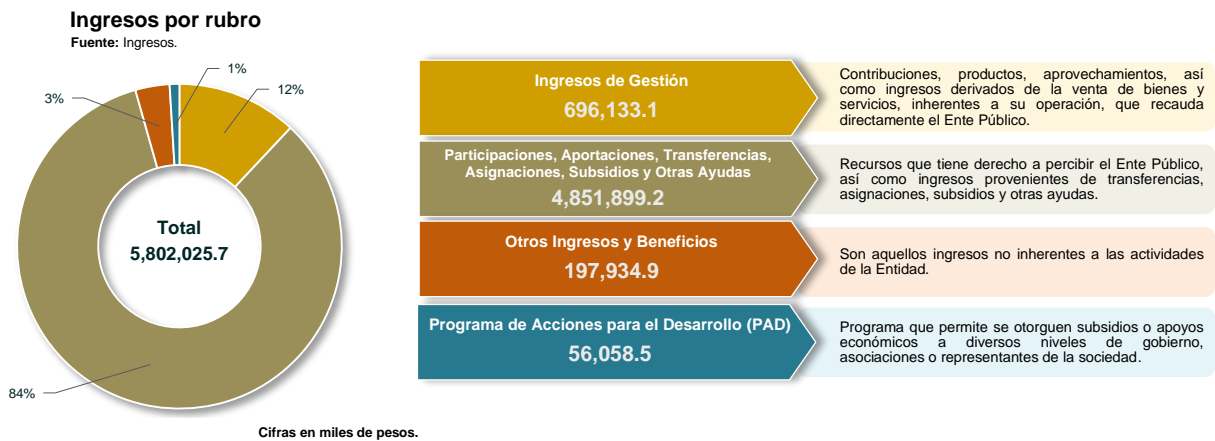 Ingresos por rubro
Fuente: Ingresos.
1%
3%
12%
Total
5,802,025.7
84%
Ingresos de Gestión
696,133.1
Contribuciones, productos, aprovechamientos, así
como ingresos derivados de la venta de bienes y
servicios, inherentes a su operación, que recauda
directamente el Ente Público.
Participaciones, Aportaciones, Transferencias,
Asignaciones, Subsidios y Otras Ayudas
4,851,899.2
Recursos que tiene derecho a percibir el Ente Público,
así como ingresos provenientes de transferencias,
asignaciones, subsidios y otras ayudas.
Otros Ingresos y Beneficios
197,934.9
Son aquellos ingresos no inherentes a las actividades
de la Entidad.
Programa de Acciones para el Desarrollo (PAD)
56,058.5
Programa que permite se otorguen subsidios o apoyos
económicos a diversos niveles de gobierno,
asociaciones o representantes de la sociedad.
Cifras en miles de pesos.